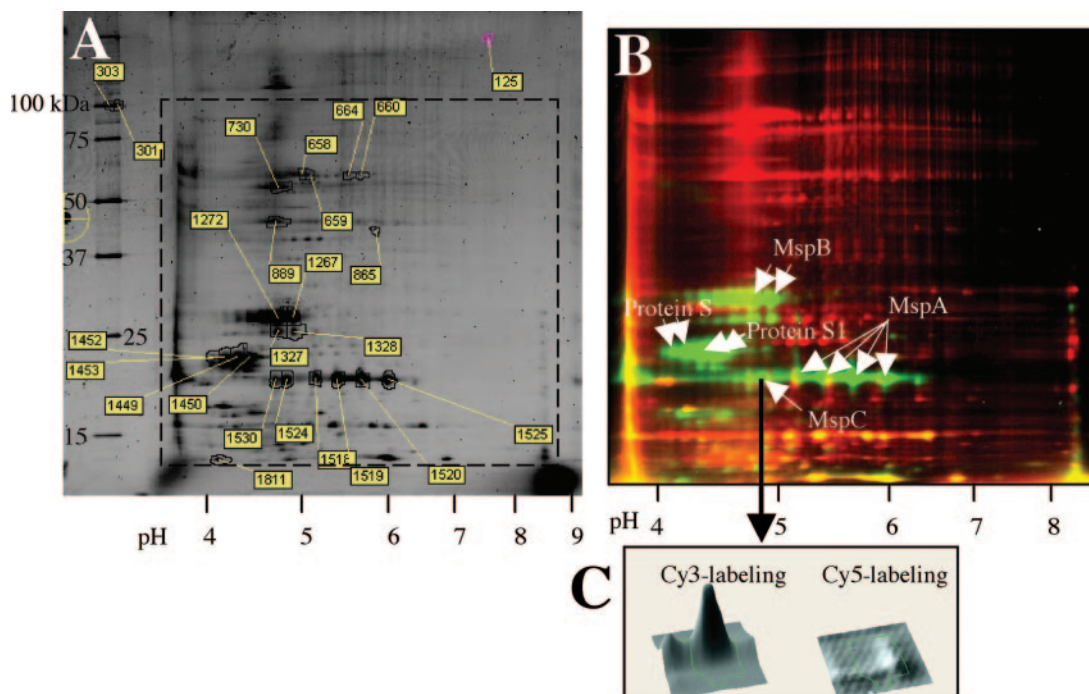 A
303
125
100 kDa
664
660
730
658
75
301
50
1272
659
37
1267
889
865
1452
25
1328
1327
1453
1449
1450
15
1530
1524
1518
1525
1811
1519
1520
pH 4 5 6 7 8 9
B
MspB
Protein S
MspA
Protein S1
MspC
pH 4 5 6 7 8
C
Cy3-labeling
Cy5-labeling